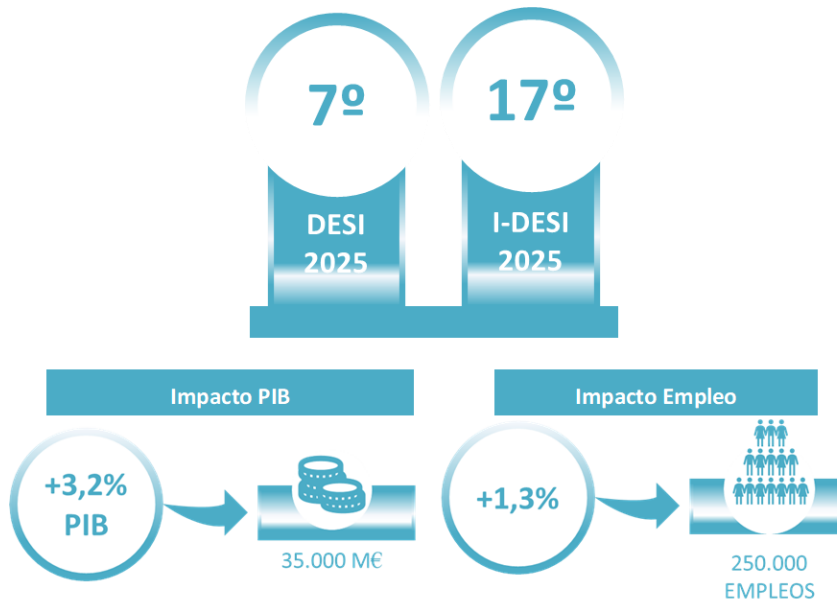 7º
17º
DESI
2025
I-DESI
2025
Impacto PIB
Impacto Empleo
+3,2%
PIB
35.000 M€
+1,3%
250.000
EMPLEOS